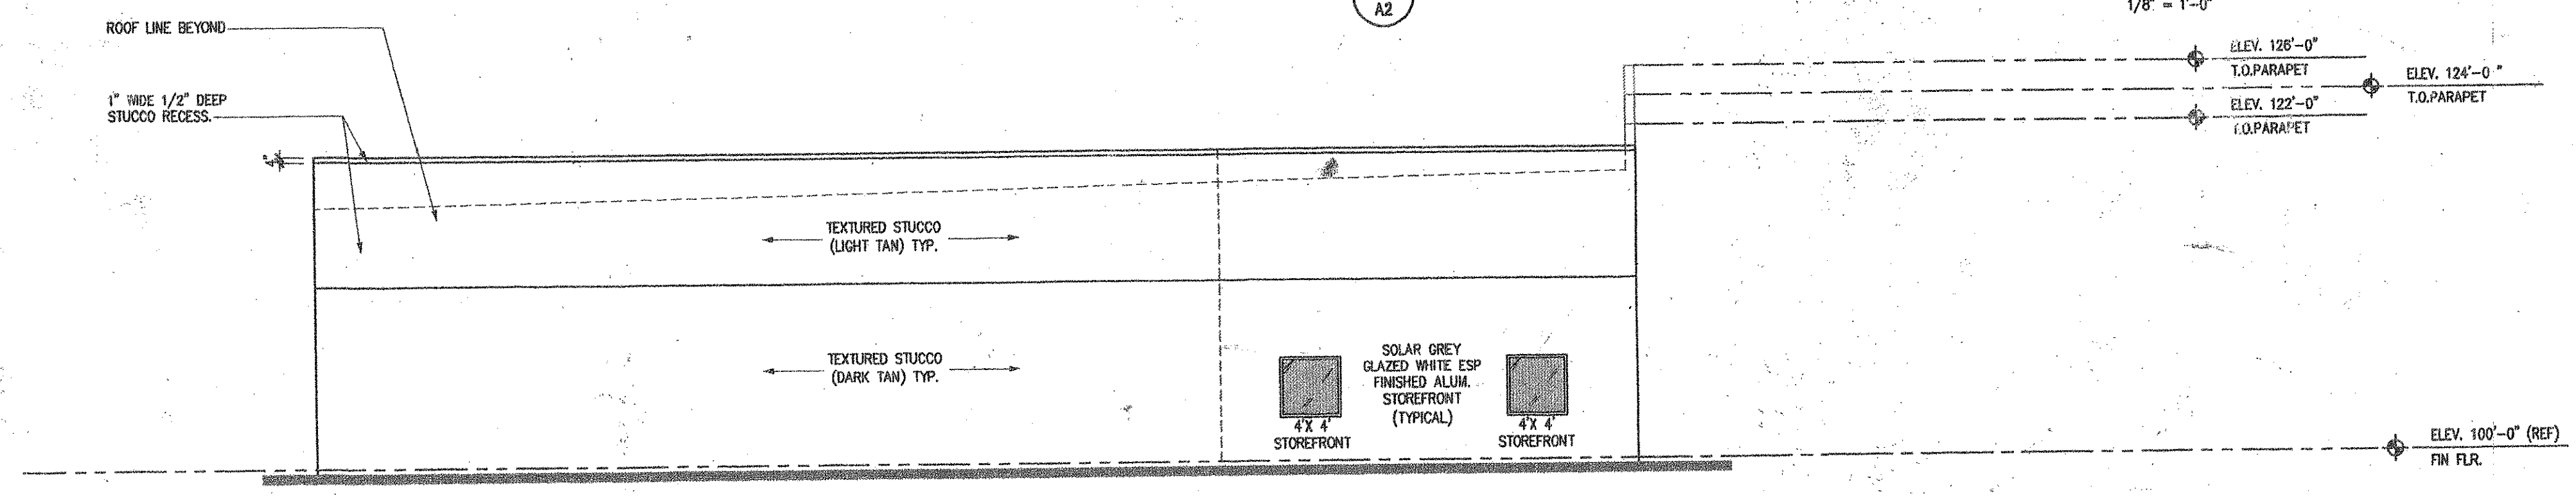 A2
1/8" = 1'-0"
ROOF LINE BEYOND
1" WIDE 1/2" DEEP
STUCCO RECESS.
ELEV. 126'-0"
T.O.PARAPET
ELEV. 124'-0 "
T.O.PARAPET
ELEV. 122'-0"
T.O.PARAPET
TEXTURED STUCCO
(LIGHT TAN) TYP.
TEXTURED STUCCO
(DARK TAN) TYP.
SOLAR GREY
GLAZED WHITE ESP
FINISHED ALUM.
STOREFRONT
(TYPICAL)
4'X 4'
STOREFRONT
4'X 4'
STOREFRONT
ELEV. 100'-0" (REF)
FIN FLR.